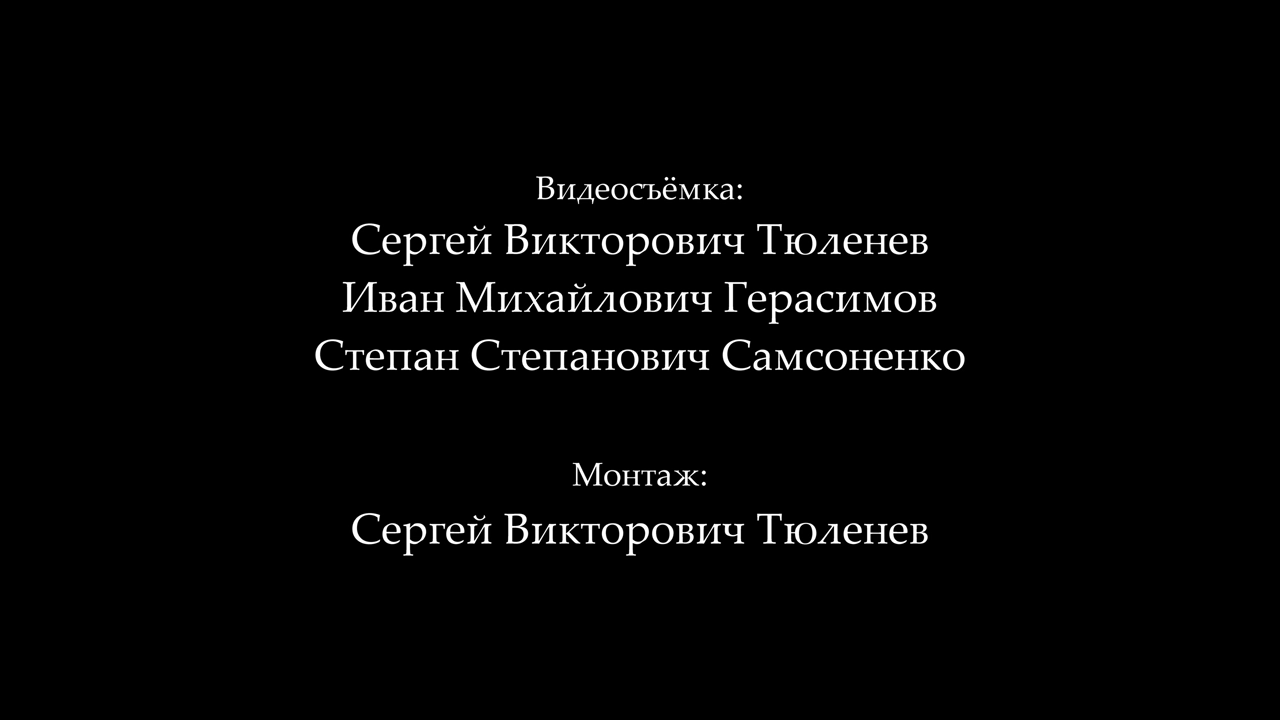 Видеосъёмка:
Сергей Викторович Тюленев
Иван Михайлович Герасимов
Степан Степанович Самсоненко
Монтаж:
Сергей Викторович Тюленев